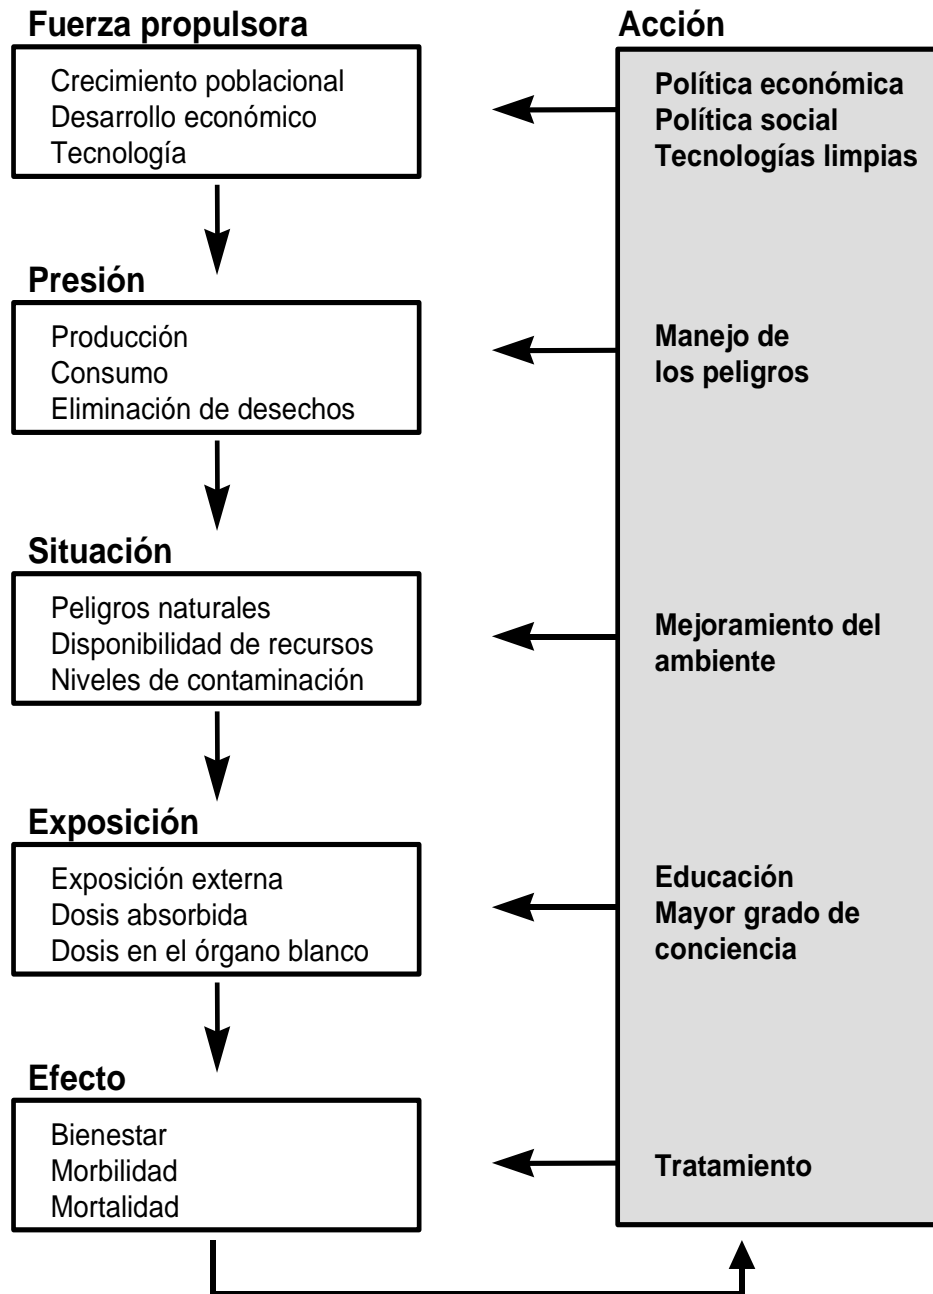 Fuerza propulsora
Crecimiento poblacional
Desarrollo económico
Tecnología
Presión
Producción
Consumo
Eliminación de desechos
Situación
Peligros naturales
Disponibilidad de recursos
Niveles de contaminación
Exposición
Exposición externa
Dosis absorbida
Dosis en el órgano blanco
Efecto
Bienestar
Morbilidad
Mortalidad
Acción
Política económica
Política social
Tecnologías limpias
Manejo de
los peligros
Mejoramiento del
ambiente
Educación
Mayor grado de
conciencia
Tratamiento